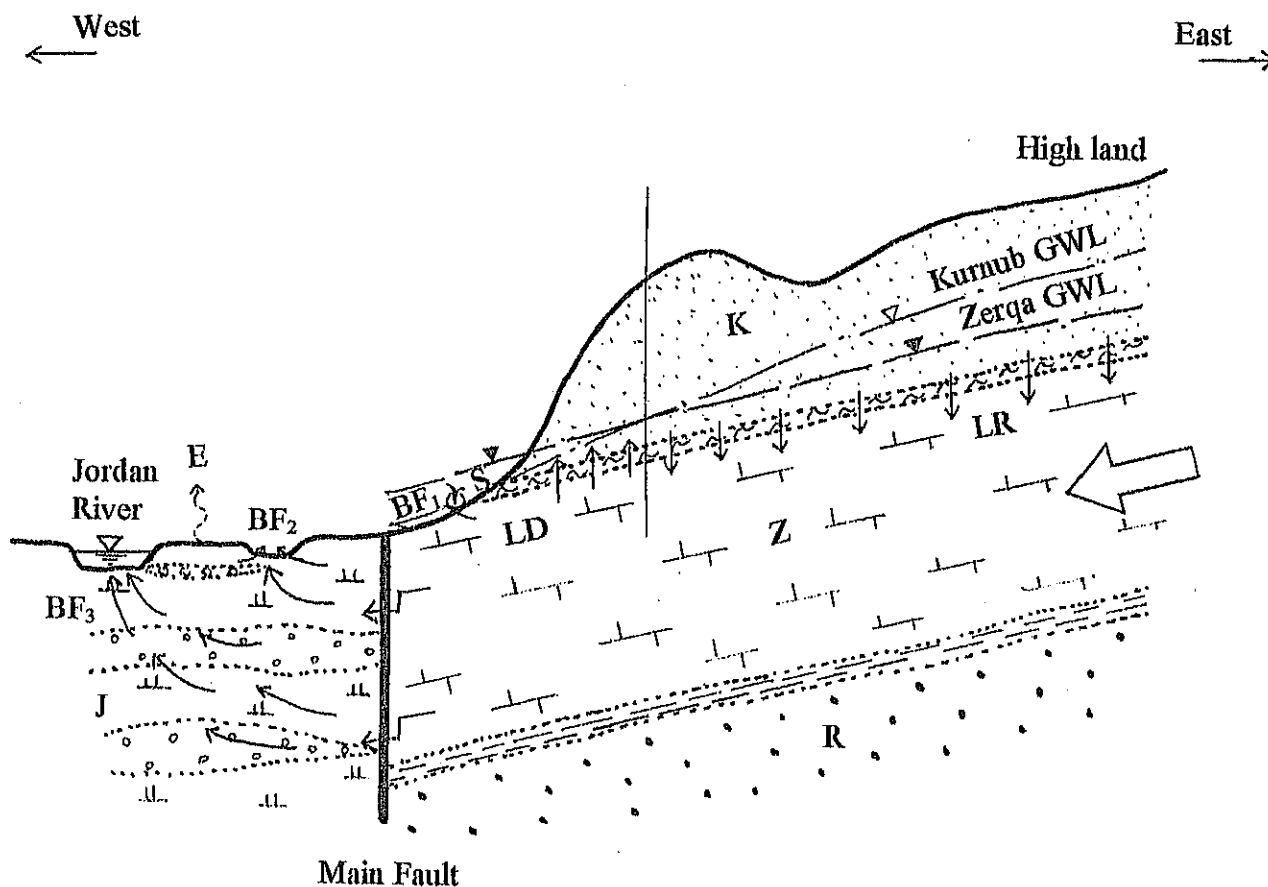 West
East
High land
Kurnub GWL
Zerqa GWL
K
LR
S
BF₁
LD
Z
E
Jordan
River
BF₂
BF₃
J
R
Main Fault